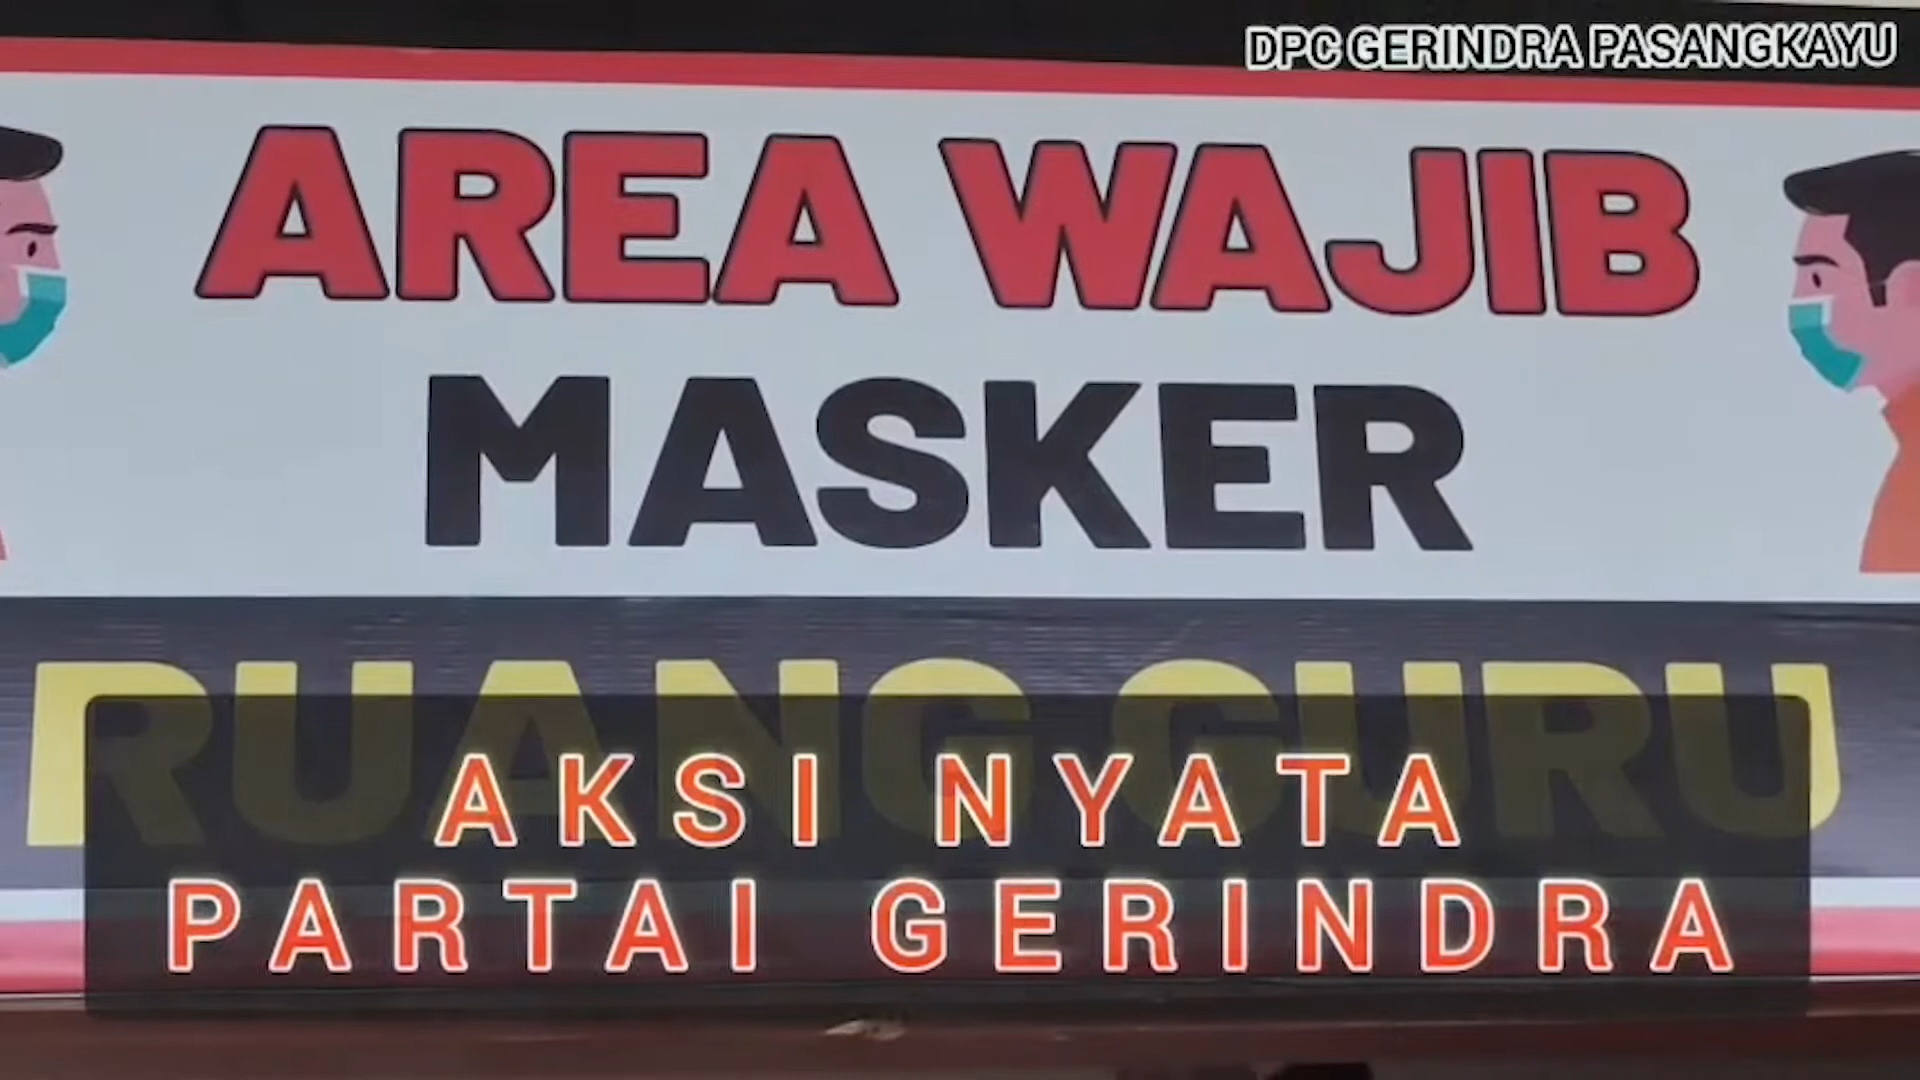 DPC GERINDRA PASANGKAYU
AREA WAJIB
MASKER
RUANG GURU
AKSI NYATA
PARTAI GERINDRA